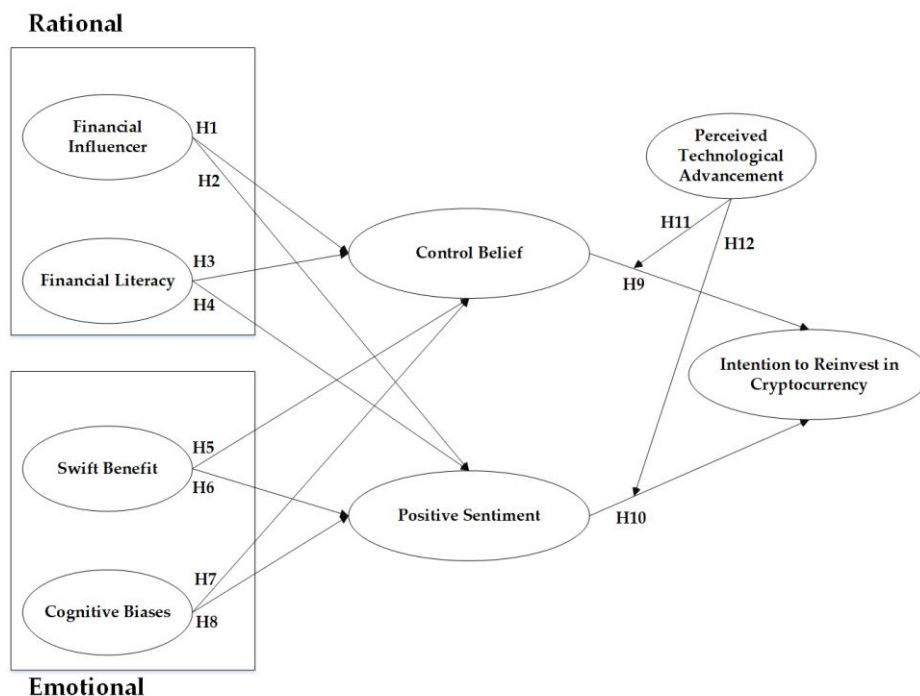 Rational
Financial
Influencer
H1
H2
Perceived
Technological
Advancement
H11
H12
Financial Literacy
H3
H4
Control Belief
H9
Intention to Reinvest in
Cryptocurrency
Swift Benefit
H5
H6
Positive Sentiment
H10
Cognitive Biases
H7
H8
Emotional